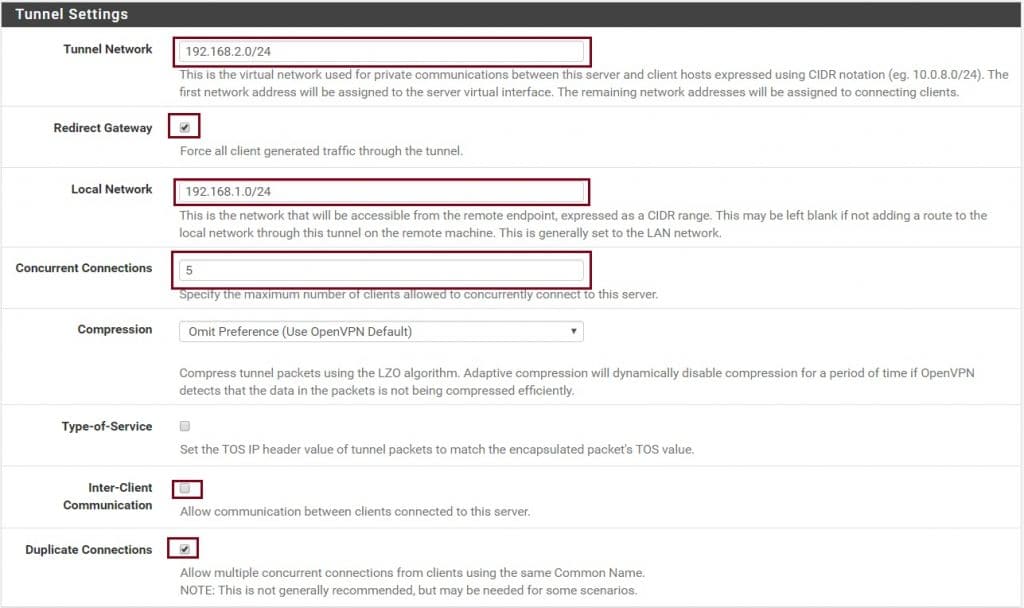 Tunnel Settings
Tunnel Network
192.168.2.0/24
This is the virtual network used for private communications between this server and client hosts expressed using CIDR notation (eg. 10.0.8.0/24). The
first network address will be assigned to the server virtual interface. The remaining network addresses will be assigned to connecting clients.
Redirect Gateway
Force all client generated traffic through the tunnel.
Local Network
192.168.1.0/24
This is the network that will be accessible from the remote endpoint, expressed as a CIDR range. This may be left blank if not adding a route to the
local network through this tunnel on the remote machine. This is generally set to the LAN network.
Concurrent Connections
5
Specify the maximum number of clients allowed to concurrently connect to this server.
Compression
Omit Preference (Use OpenVPN Default)
Compress tunnel packets using the LZO algorithm. Adaptive compression will dynamically disable compression for a period of time if OpenVPN
detects that the data in the packets is not being compressed efficiently.
Type-of-Service
Set the TOS IP header value of tunnel packets to match the encapsulated packet's TOS value.
Inter-Client
Communication
Allow communication between clients connected to this server.
Duplicate Connections
Allow multiple concurrent connections from clients using the same Common Name.
NOTE: This is not generally recommended, but may be needed for some scenarios.